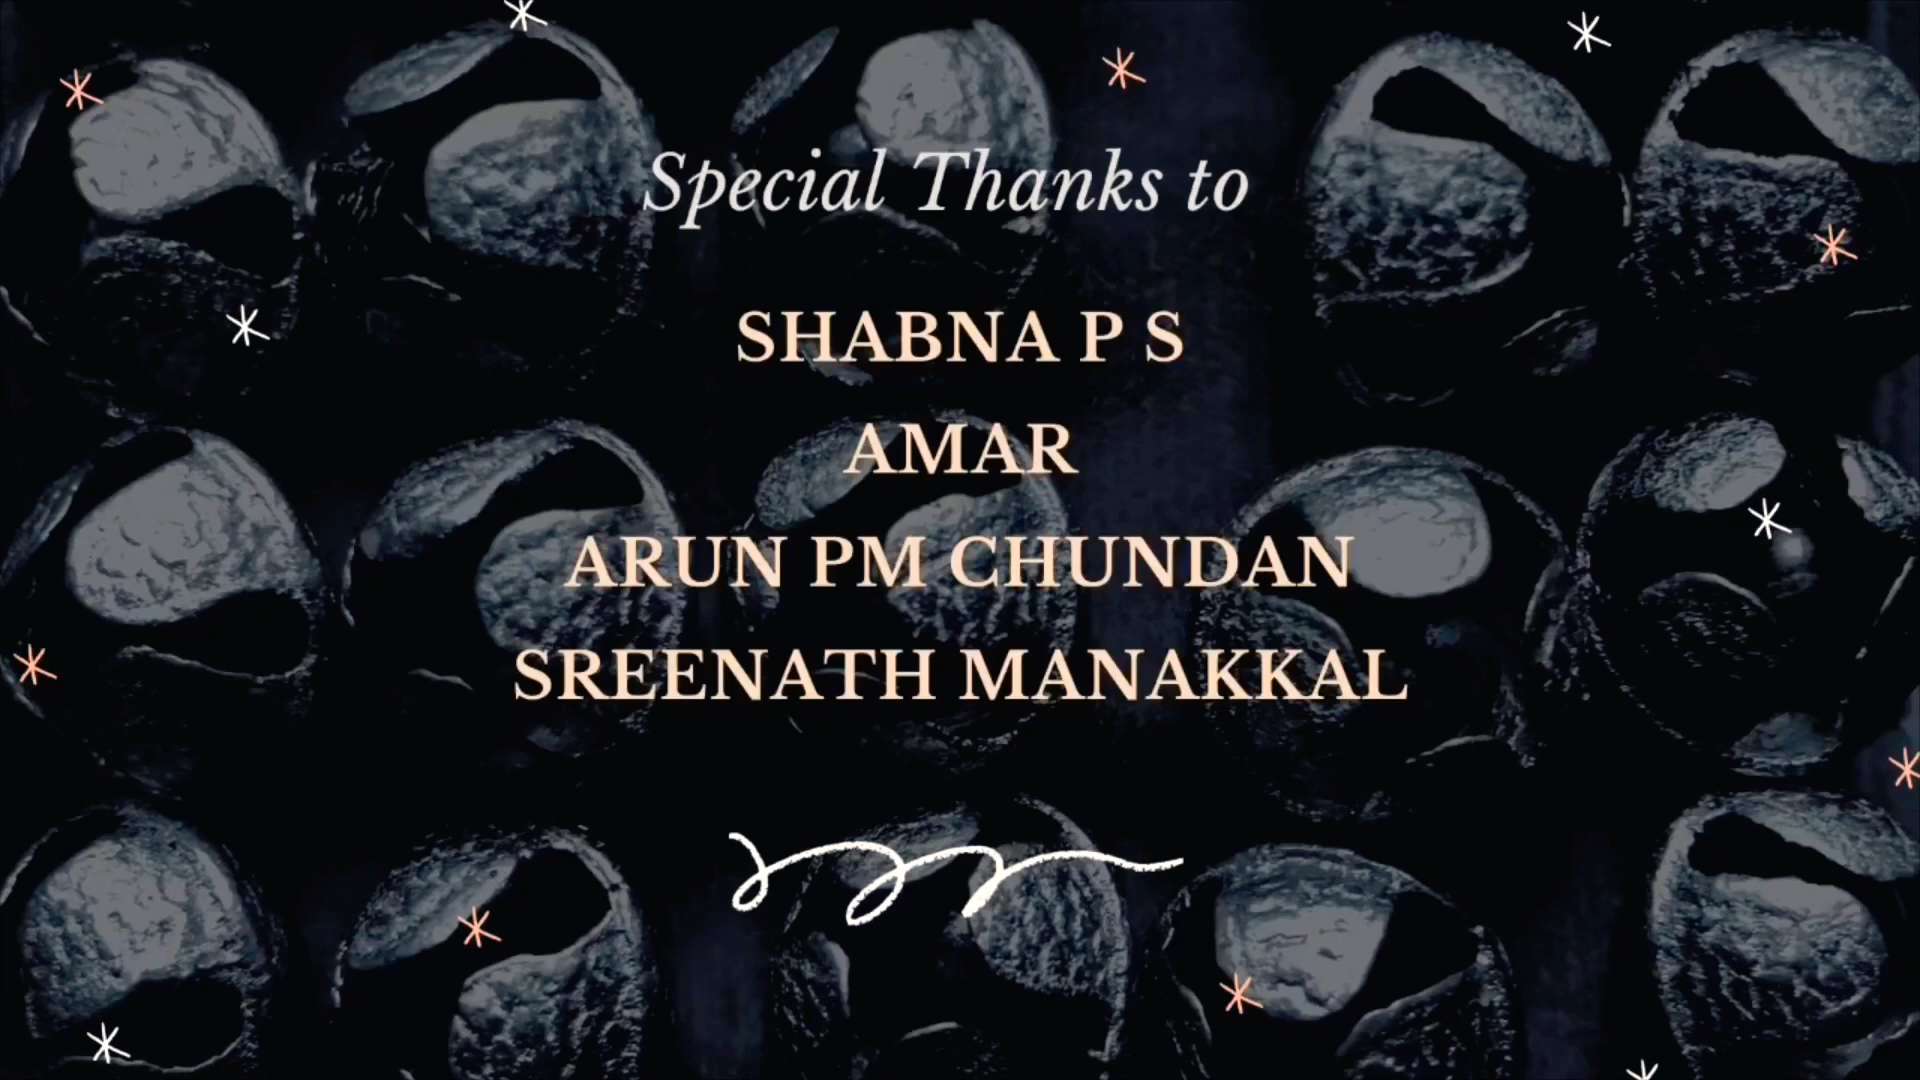 Special Thanks to
SHABNA P S
AMAR
ARUN PM CHUNDAN
SREENATH MANAKKAL